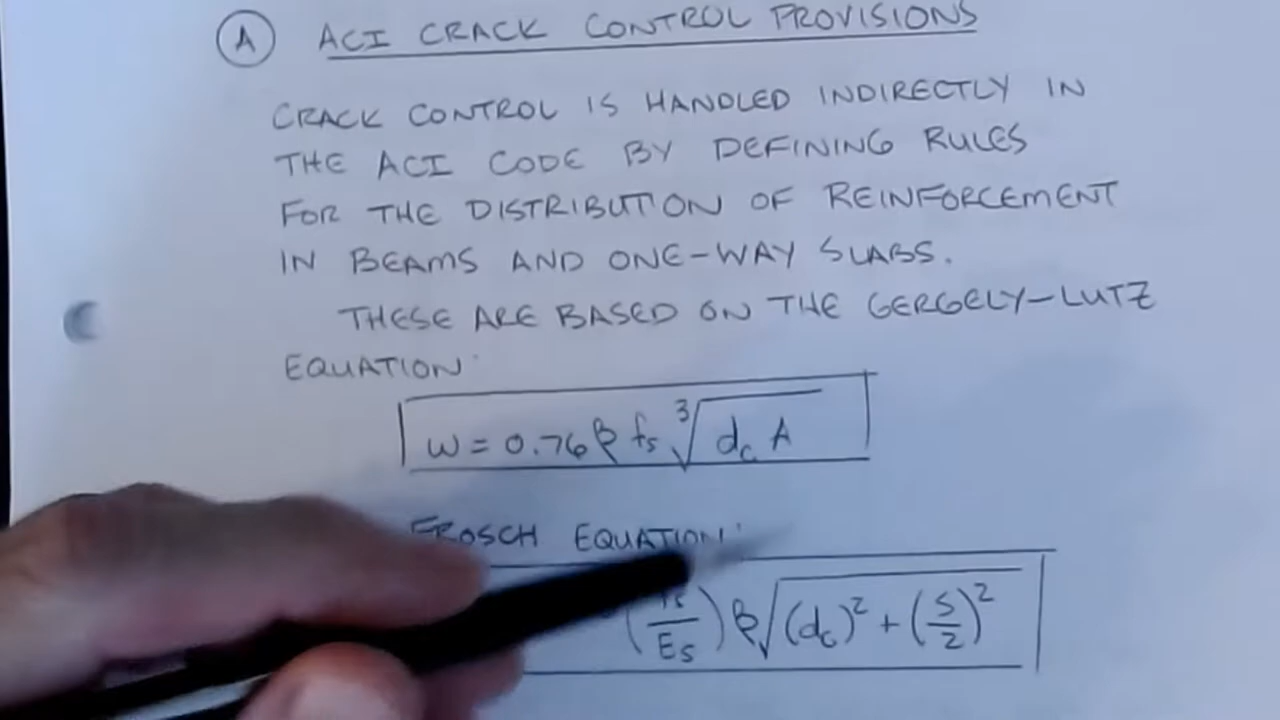 A ACI CRACK CONTROL PROVISIONS
CRACK CONTROL IS HANDLED INDIRECTLY IN
THE ACI CODE BY DEFINING RULES
FOR THE DISTRIBUTION OF REINFORCEMENT
IN BEAMS AND ONE-WAY SLABS.
THESE ARE BASED ON THE GERGELY-LUTZ
EQUATION:
w = 0.76 β fs ∛(dc A)
FROSCH EQUATION:
(fs/Es) β √((dc)² + (s/2)²)